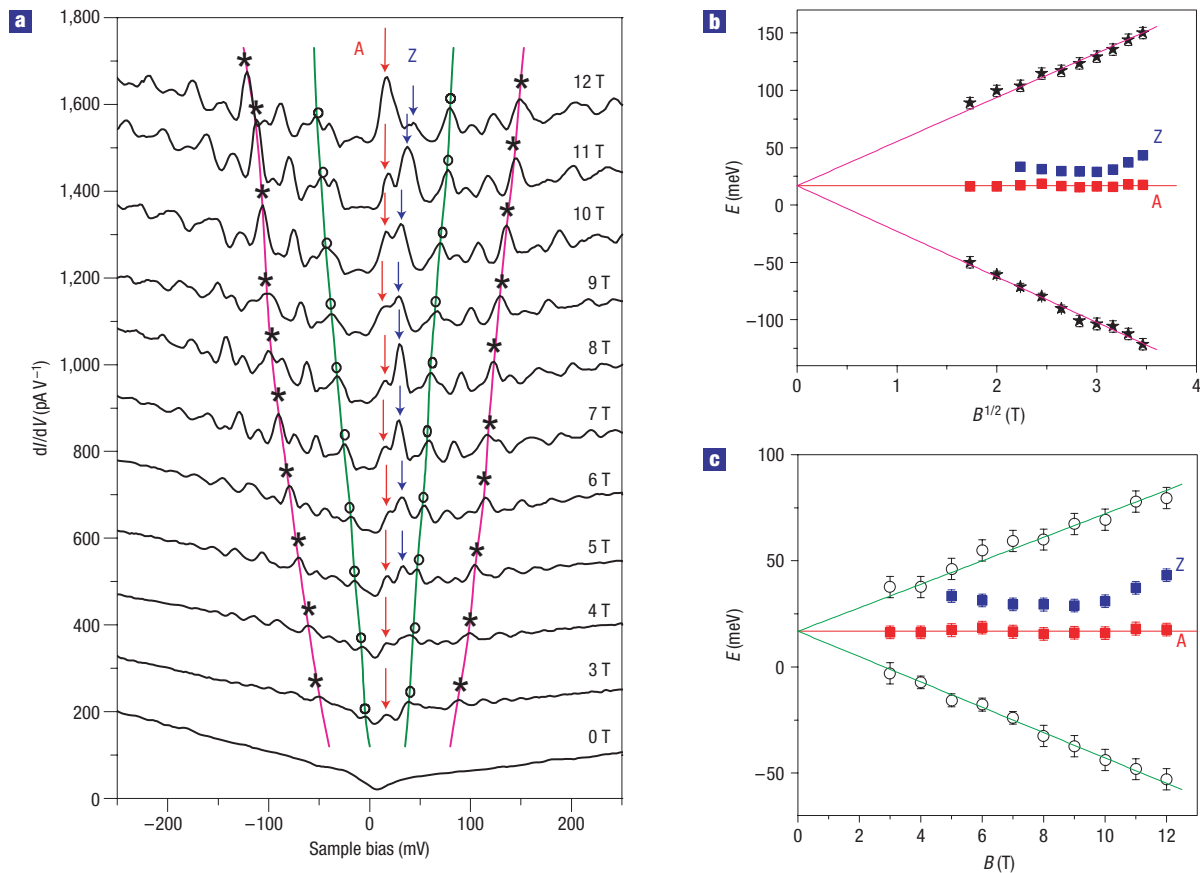 a
1,800
1,600
1,400
1,200
1,000
800
600
400
200
0
dI/dV (pA V⁻¹)
A
Z
12 T
11 T
10 T
9 T
8 T
7 T
6 T
5 T
4 T
3 T
0 T
−200
−100
0
100
200
Sample bias (mV)
b
150
100
50
0
−50
−100
E (meV)
Z
A
0
1
2
3
4
B^1/2 (T)
c
100
50
0
−50
E (meV)
Z
A
0
2
4
6
8
10
12
B (T)